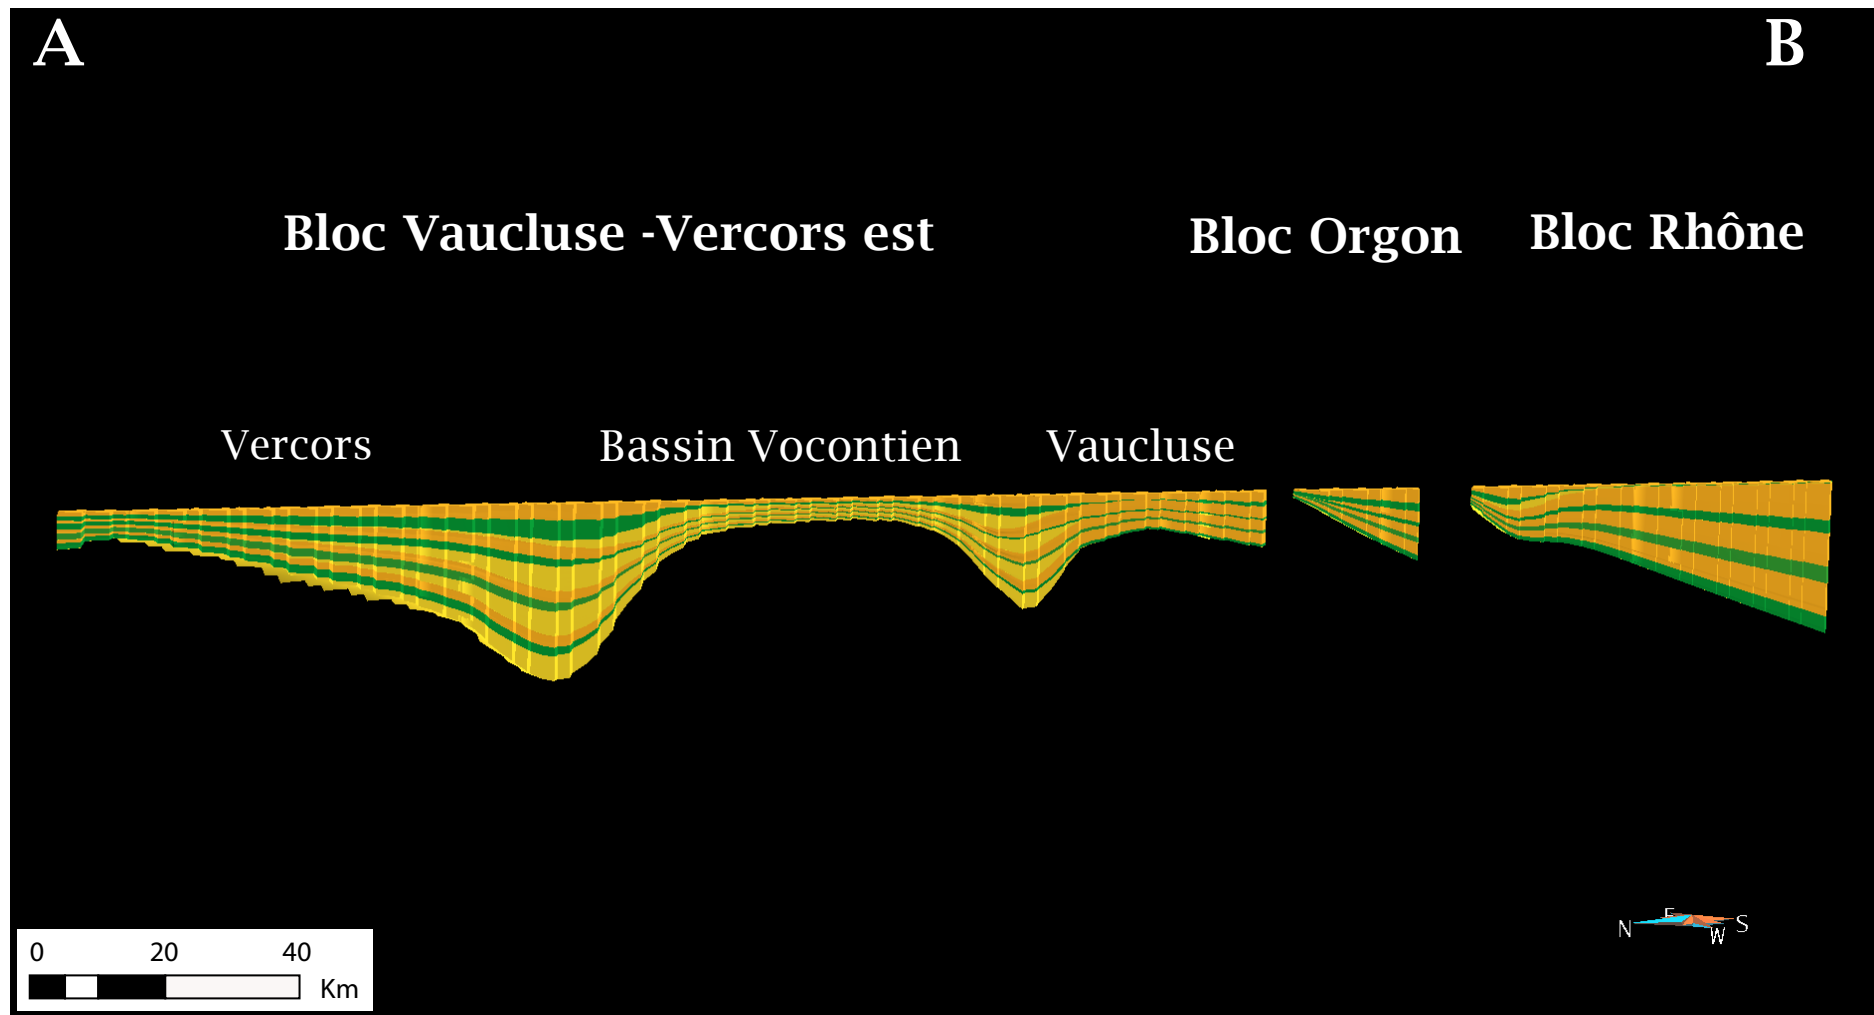 A
B
Bloc Vaucluse -Vercors est
Bloc Orgon
Bloc Rhône
Vercors
Bassin Vocontien
Vaucluse
N
E
S
W
0 20 40
Km